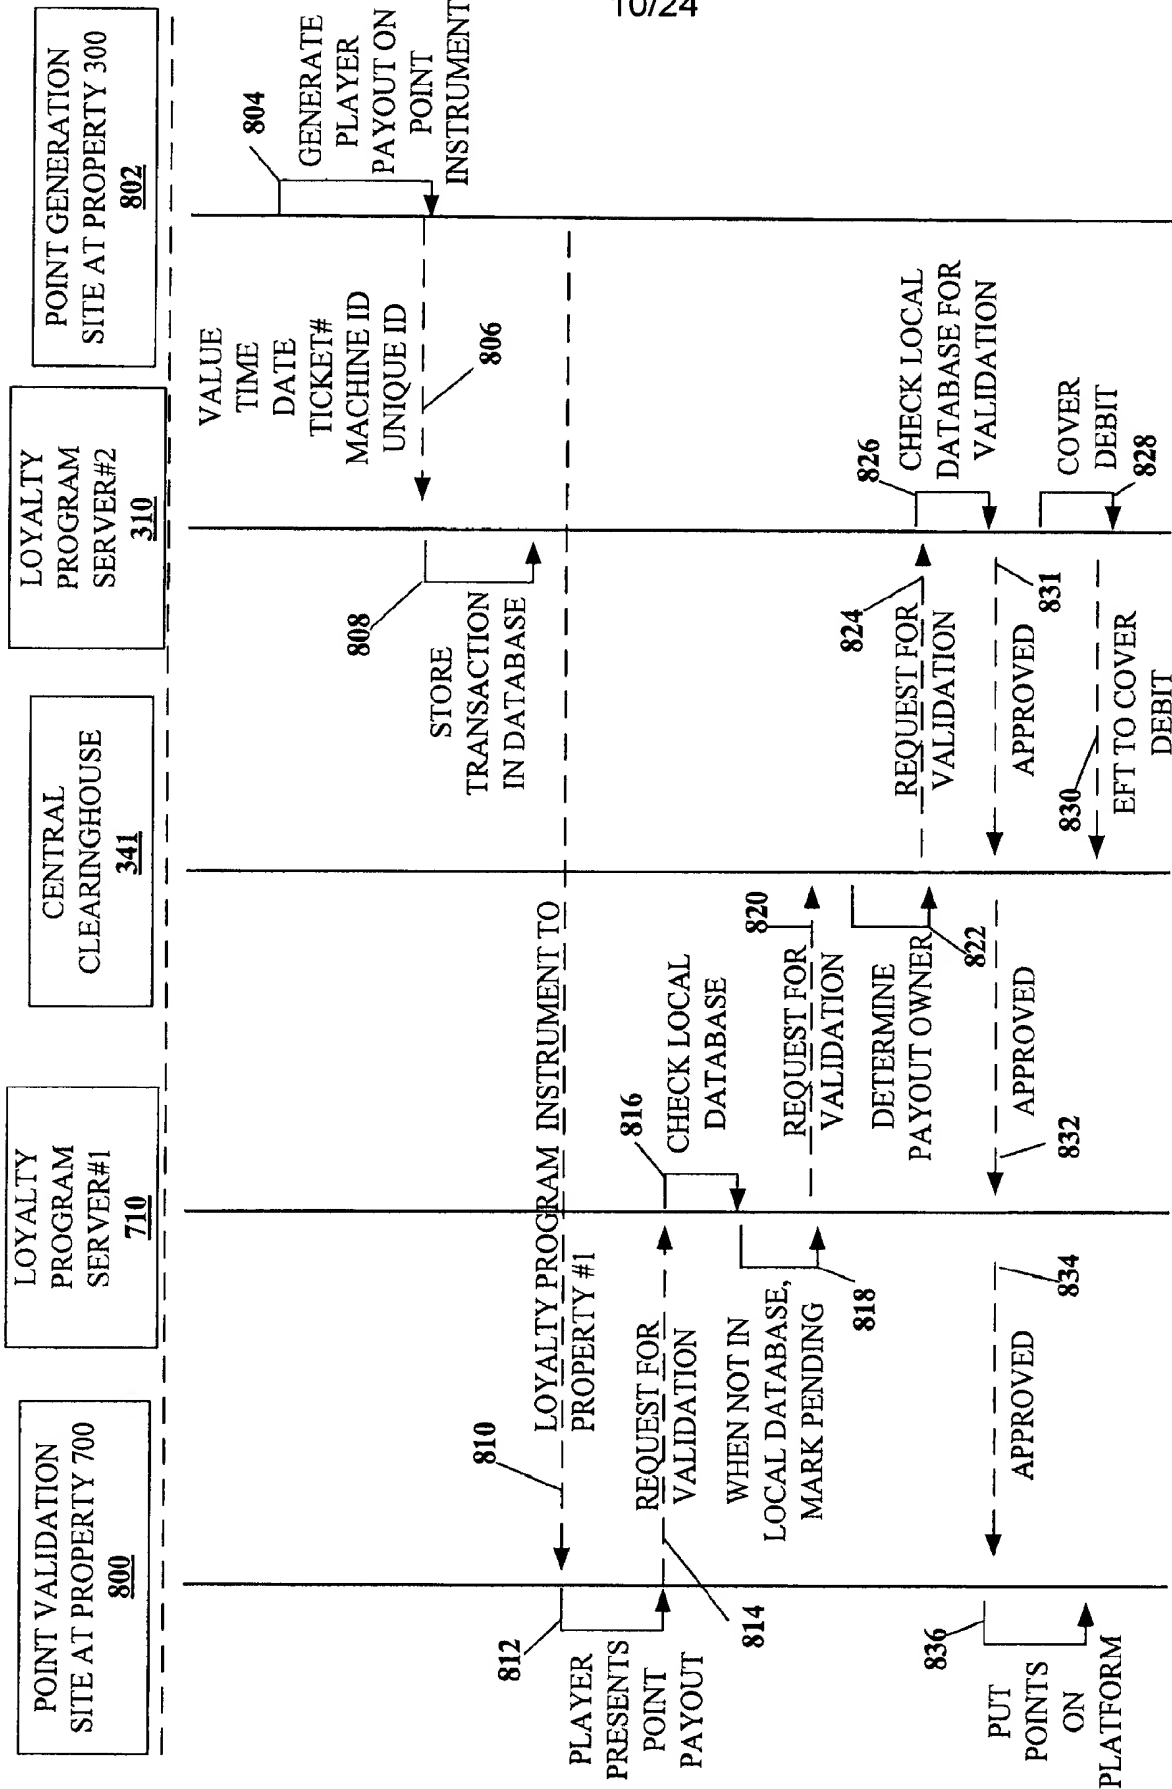 10/24
POINT VALIDATION
SITE AT PROPERTY 700
800
LOYALTY
PROGRAM
SERVER#1
710
CENTRAL
CLEARINGHOUSE
341
LOYALTY
PROGRAM
SERVER#2
310
POINT GENERATION
SITE AT PROPERTY 300
802
804
GENERATE
PLAYER
PAYOUT ON
POINT
INSTRUMENT
VALUE
TIME
DATE
TICKET#
MACHINE ID
UNIQUE ID
806
808
STORE
TRANSACTION
IN DATABASE
810
LOYALTY PROGRAM INSTRUMENT TO
PROPERTY #1
812
PLAYER
PRESENTS
POINT
PAYOUT
814
REQUEST FOR
VALIDATION
816
CHECK LOCAL
DATABASE
WHEN NOT IN
LOCAL DATABASE,
MARK PENDING
818
820
REQUEST FOR
VALIDATION
DETERMINE
PAYOUT OWNER
822
824
REQUEST FOR
VALIDATION
826
CHECK LOCAL
DATABASE FOR
VALIDATION
COVER
DEBIT
828
831
APPROVED
830
EFT TO COVER
DEBIT
APPROVED
832
834
APPROVED
836
PUT
POINTS
ON
PLATFORM